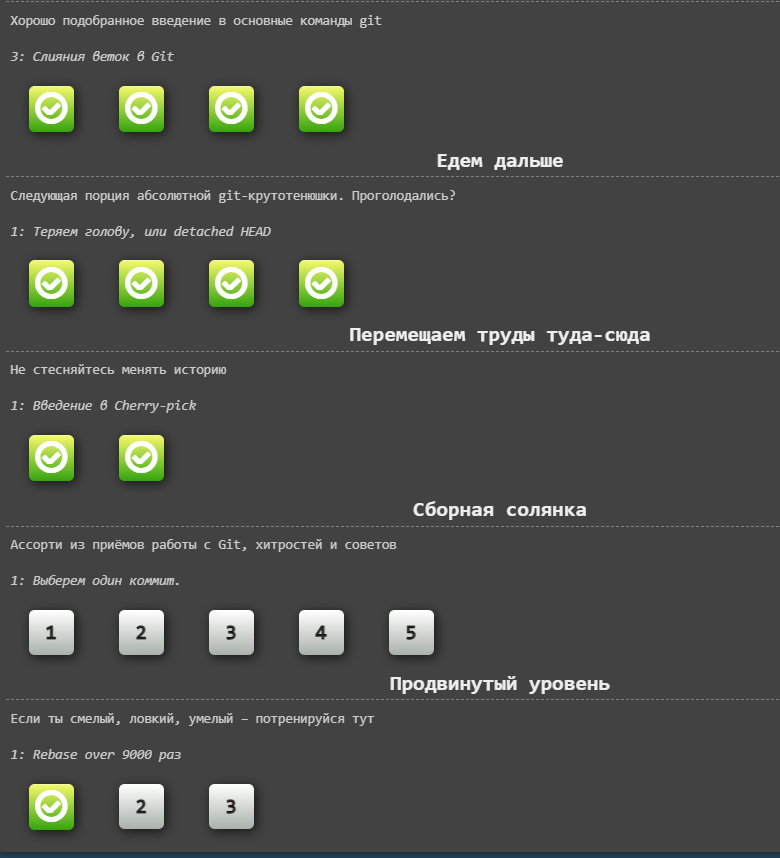 Хорошо подобранное введение в основные команды git
3: Слияния веток в Git
Едем дальше
Следующая порция абсолютной git-крутотенюшки. Проголодались?
1: Теряем голову, или detached HEAD
Перемещаем труды туда-сюда
Не стесняйтесь менять историю
1: Введение в Cherry-pick
Сборная солянка
Ассорти из приёмов работы с Git, хитростей и советов
1: Выберем один коммит.
1 2 3 4 5
Продвинутый уровень
Если ты смелый, ловкий, умелый – потренируйся тут
1: Rebase over 9000 раз
2 3